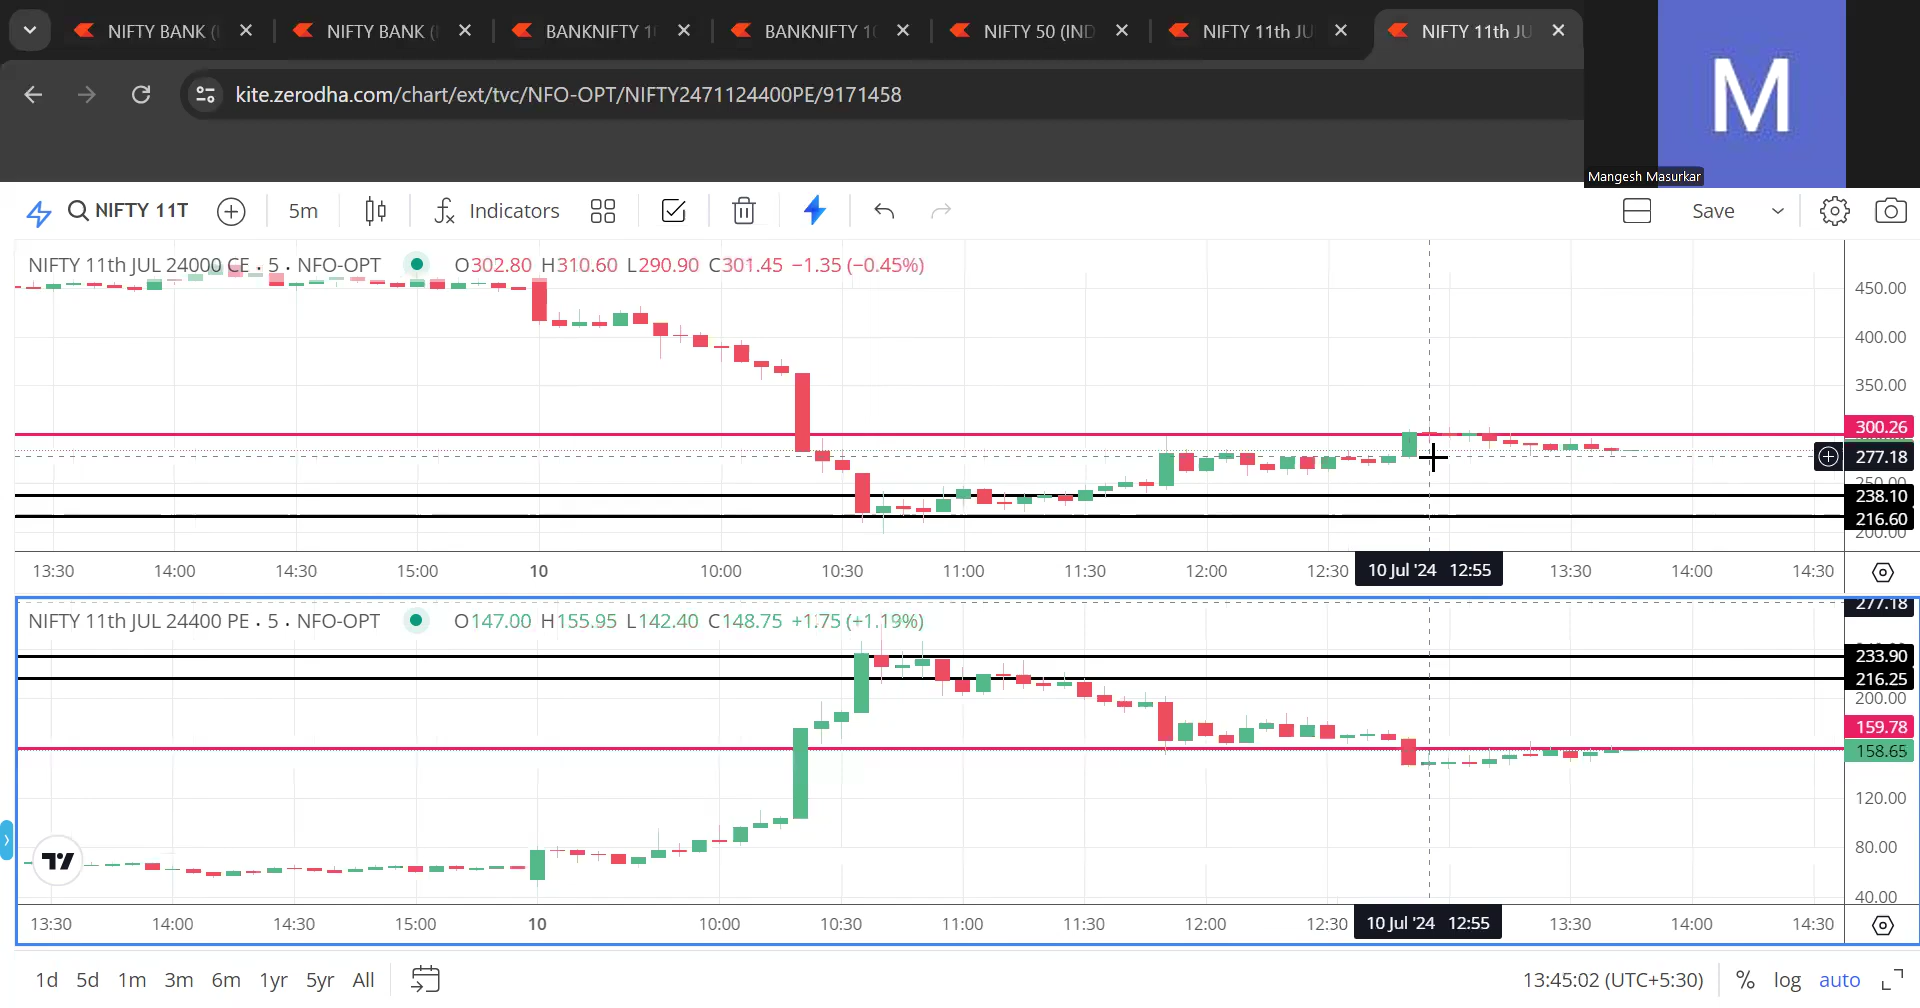 NIFTY BANK (
NIFTY BANK (
BANKNIFTY 1
BANKNIFTY 10
NIFTY 50 (IND
NIFTY 11th JU
NIFTY 11th JU
kite.zerodha.com/chart/ext/tvc/NFO-OPT/NIFTY2471124400PE/9171458
M
Mangesh Masurkar
NIFTY 11T
5m
Indicators
Save
NIFTY 11th JUL 24000 CE · 5 · NFO-OPT
O302.80 H310.60 L290.90 C301.45 −1.35 (−0.45%)
450.00
400.00
350.00
300.26
277.18
250.00
238.10
216.60
200.00
13:30 14:00 14:30 15:00 10 10:00 10:30 11:00 11:30 12:00 12:30 10 Jul '24 12:55 13:30 14:00 14:30
NIFTY 11th JUL 24400 PE · 5 · NFO-OPT
O147.00 H155.95 L142.40 C148.75 +1.75 (+1.19%)
277.18
233.90
216.25
200.00
159.78
158.65
120.00
80.00
40.00
13:30 14:00 14:30 15:00 10 10:00 10:30 11:00 11:30 12:00 12:30 10 Jul '24 12:55 13:30 14:00 14:30
1d 5d 1m 3m 6m 1yr 5yr All
13:45:02 (UTC+5:30) % log auto